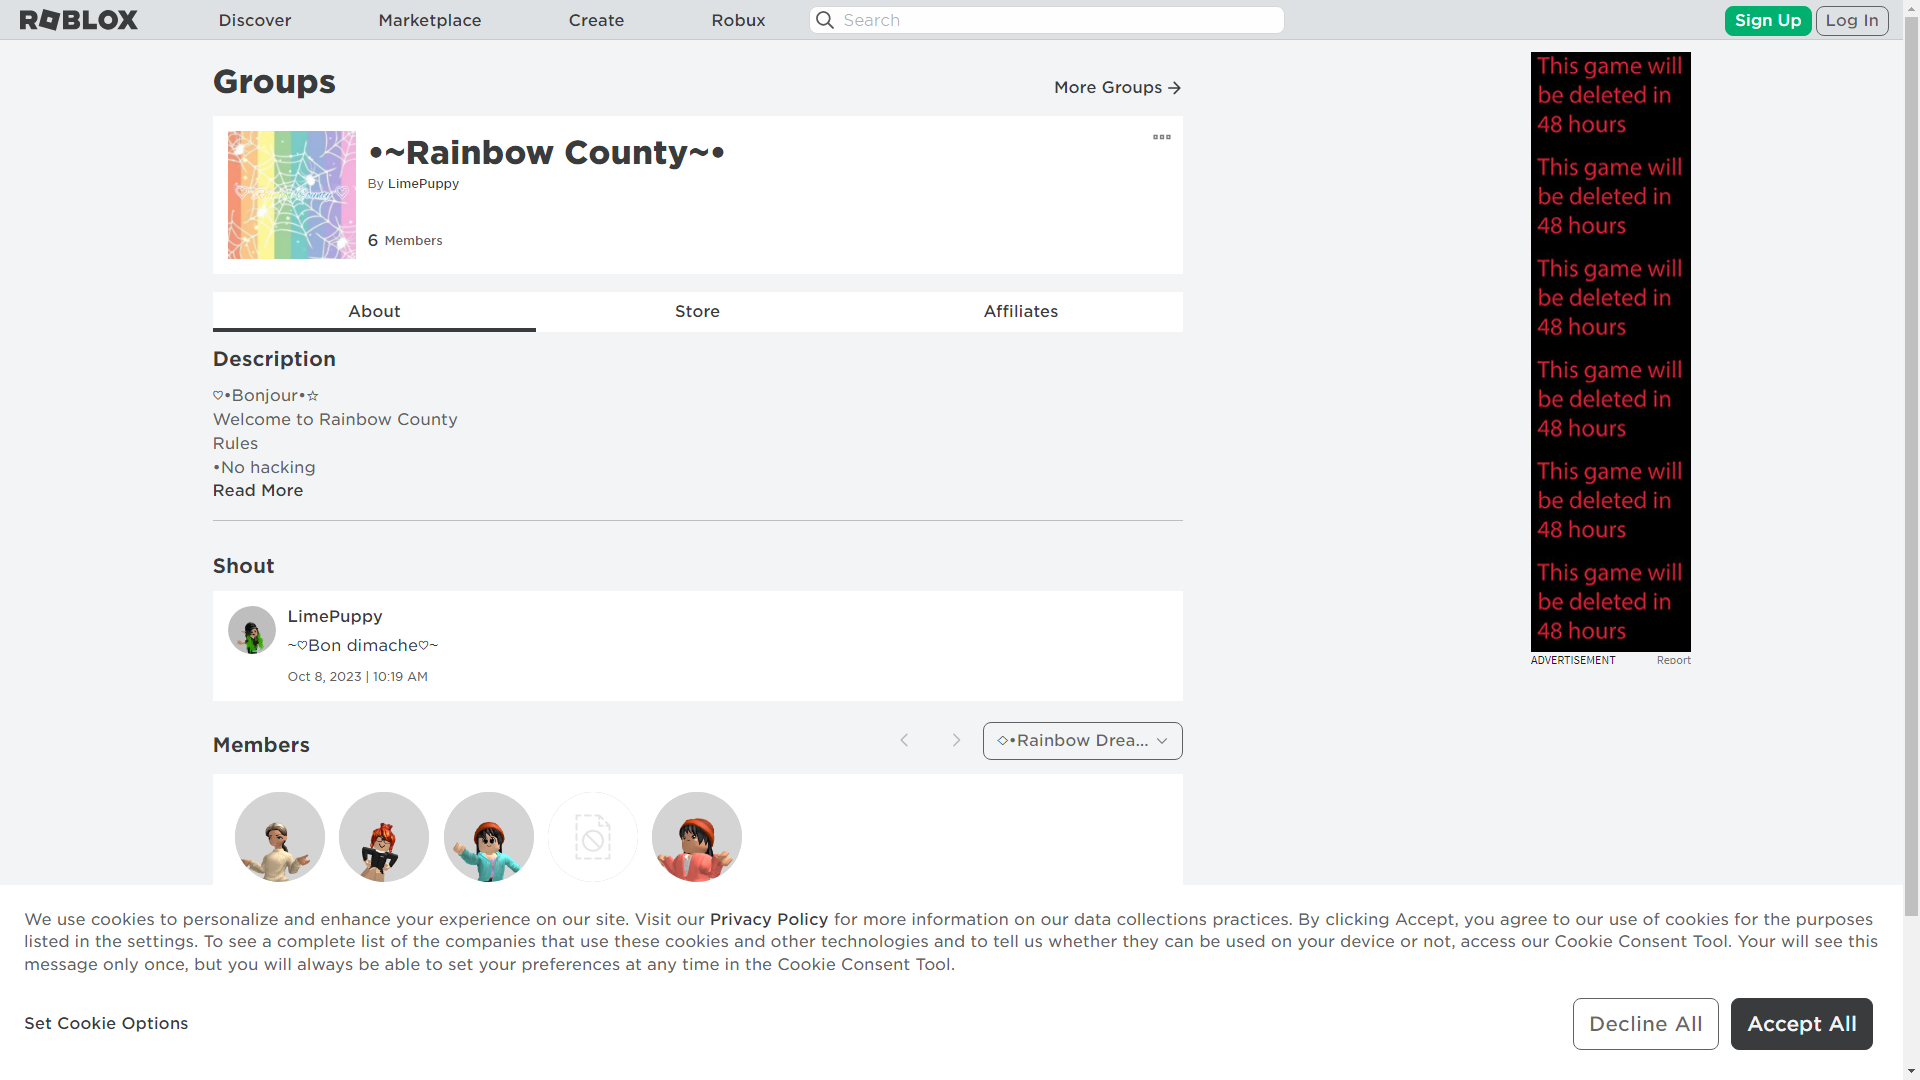 ROBLOX
Discover
Marketplace
Create
Robux
Search
Sign Up
Log In
Groups
More Groups
•~Rainbow County~•
By LimePuppy
6 Members
About
Store
Affiliates
Description
♡•Bonjour•☆
Welcome to Rainbow County
Rules
•No hacking
Read More
Shout
LimePuppy
~♡Bon dimache♡~
Oct 8, 2023 | 10:19 AM
Members
◇•Rainbow Drea...
This game will
be deleted in
48 hours
This game will
be deleted in
48 hours
This game will
be deleted in
48 hours
This game will
be deleted in
48 hours
This game will
be deleted in
48 hours
This game will
be deleted in
48 hours
ADVERTISEMENT
Report
We use cookies to personalize and enhance your experience on our site. Visit our Privacy Policy for more information on our data collections practices. By clicking Accept, you agree to our use of cookies for the purposes
listed in the settings. To see a complete list of the companies that use these cookies and other technologies and to tell us whether they can be used on your device or not, access our Cookie Consent Tool. Your will see this
message only once, but you will always be able to set your preferences at any time in the Cookie Consent Tool.
Set Cookie Options
Decline All
Accept All